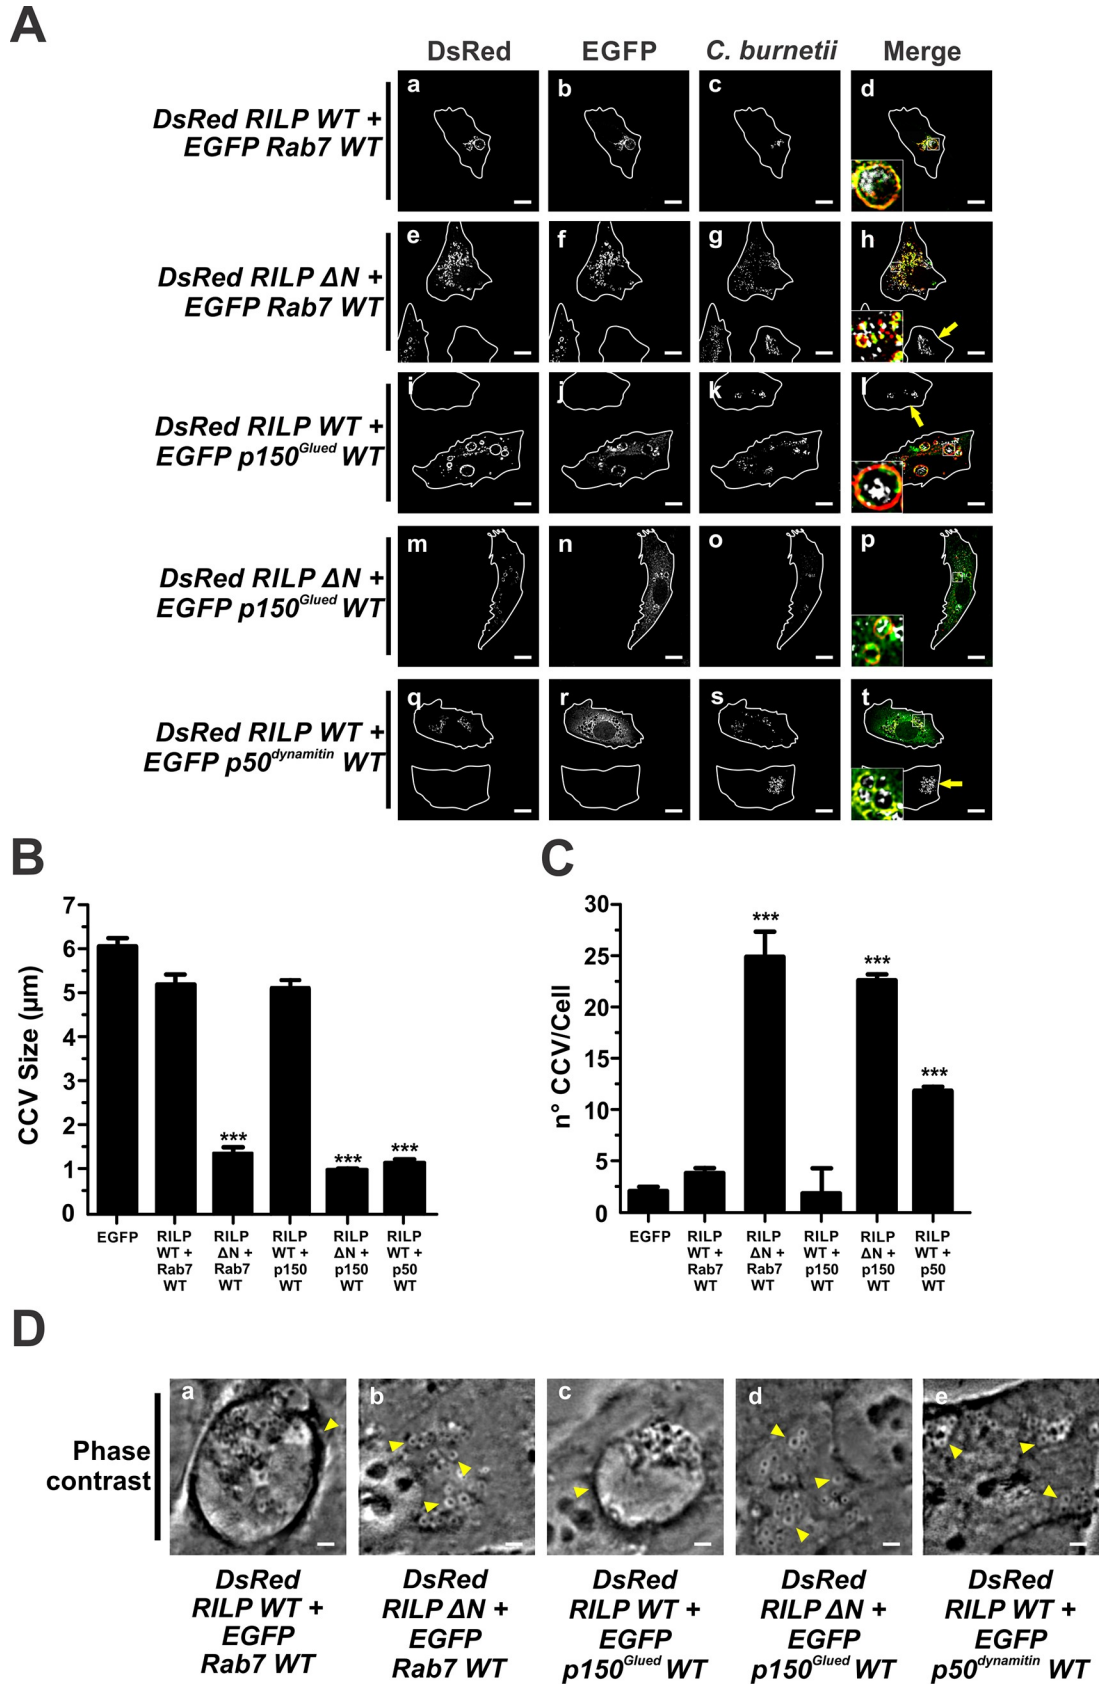 A
DsRed EGFP C. burnetii Merge
DsRed RILP WT +
EGFP Rab7 WT
a b c d
DsRed RILP ΔN +
EGFP Rab7 WT
e f g h
DsRed RILP WT +
EGFP p150Glued WT
i j k l
DsRed RILP ΔN +
EGFP p150Glued WT
m n o p
DsRed RILP WT +
EGFP p50dynamitin WT
q r s t
B
CCV Size (µm)
7
6
5
4
3
2
1
0
*** *** ***
EGFP
RILP
WT +
Rab7
WT
RILP
ΔN +
Rab7
WT
RILP
WT +
p150
WT
RILP
ΔN +
p150
WT
RILP
WT +
p50
WT
C
n° CCV/Cell
30
25
20
15
10
5
0
*** *** ***
EGFP
RILP
WT +
Rab7
WT
RILP
ΔN +
Rab7
WT
RILP
WT +
p150
WT
RILP
ΔN +
p150
WT
RILP
WT +
p50
WT
D
Phase
contrast
a b c d e
DsRed
RILP WT +
EGFP
Rab7 WT
DsRed
RILP ΔN +
EGFP
Rab7 WT
DsRed
RILP WT +
EGFP
p150Glued WT
DsRed
RILP ΔN +
EGFP
p150Glued WT
DsRed
RILP WT +
EGFP
p50dynamitin WT